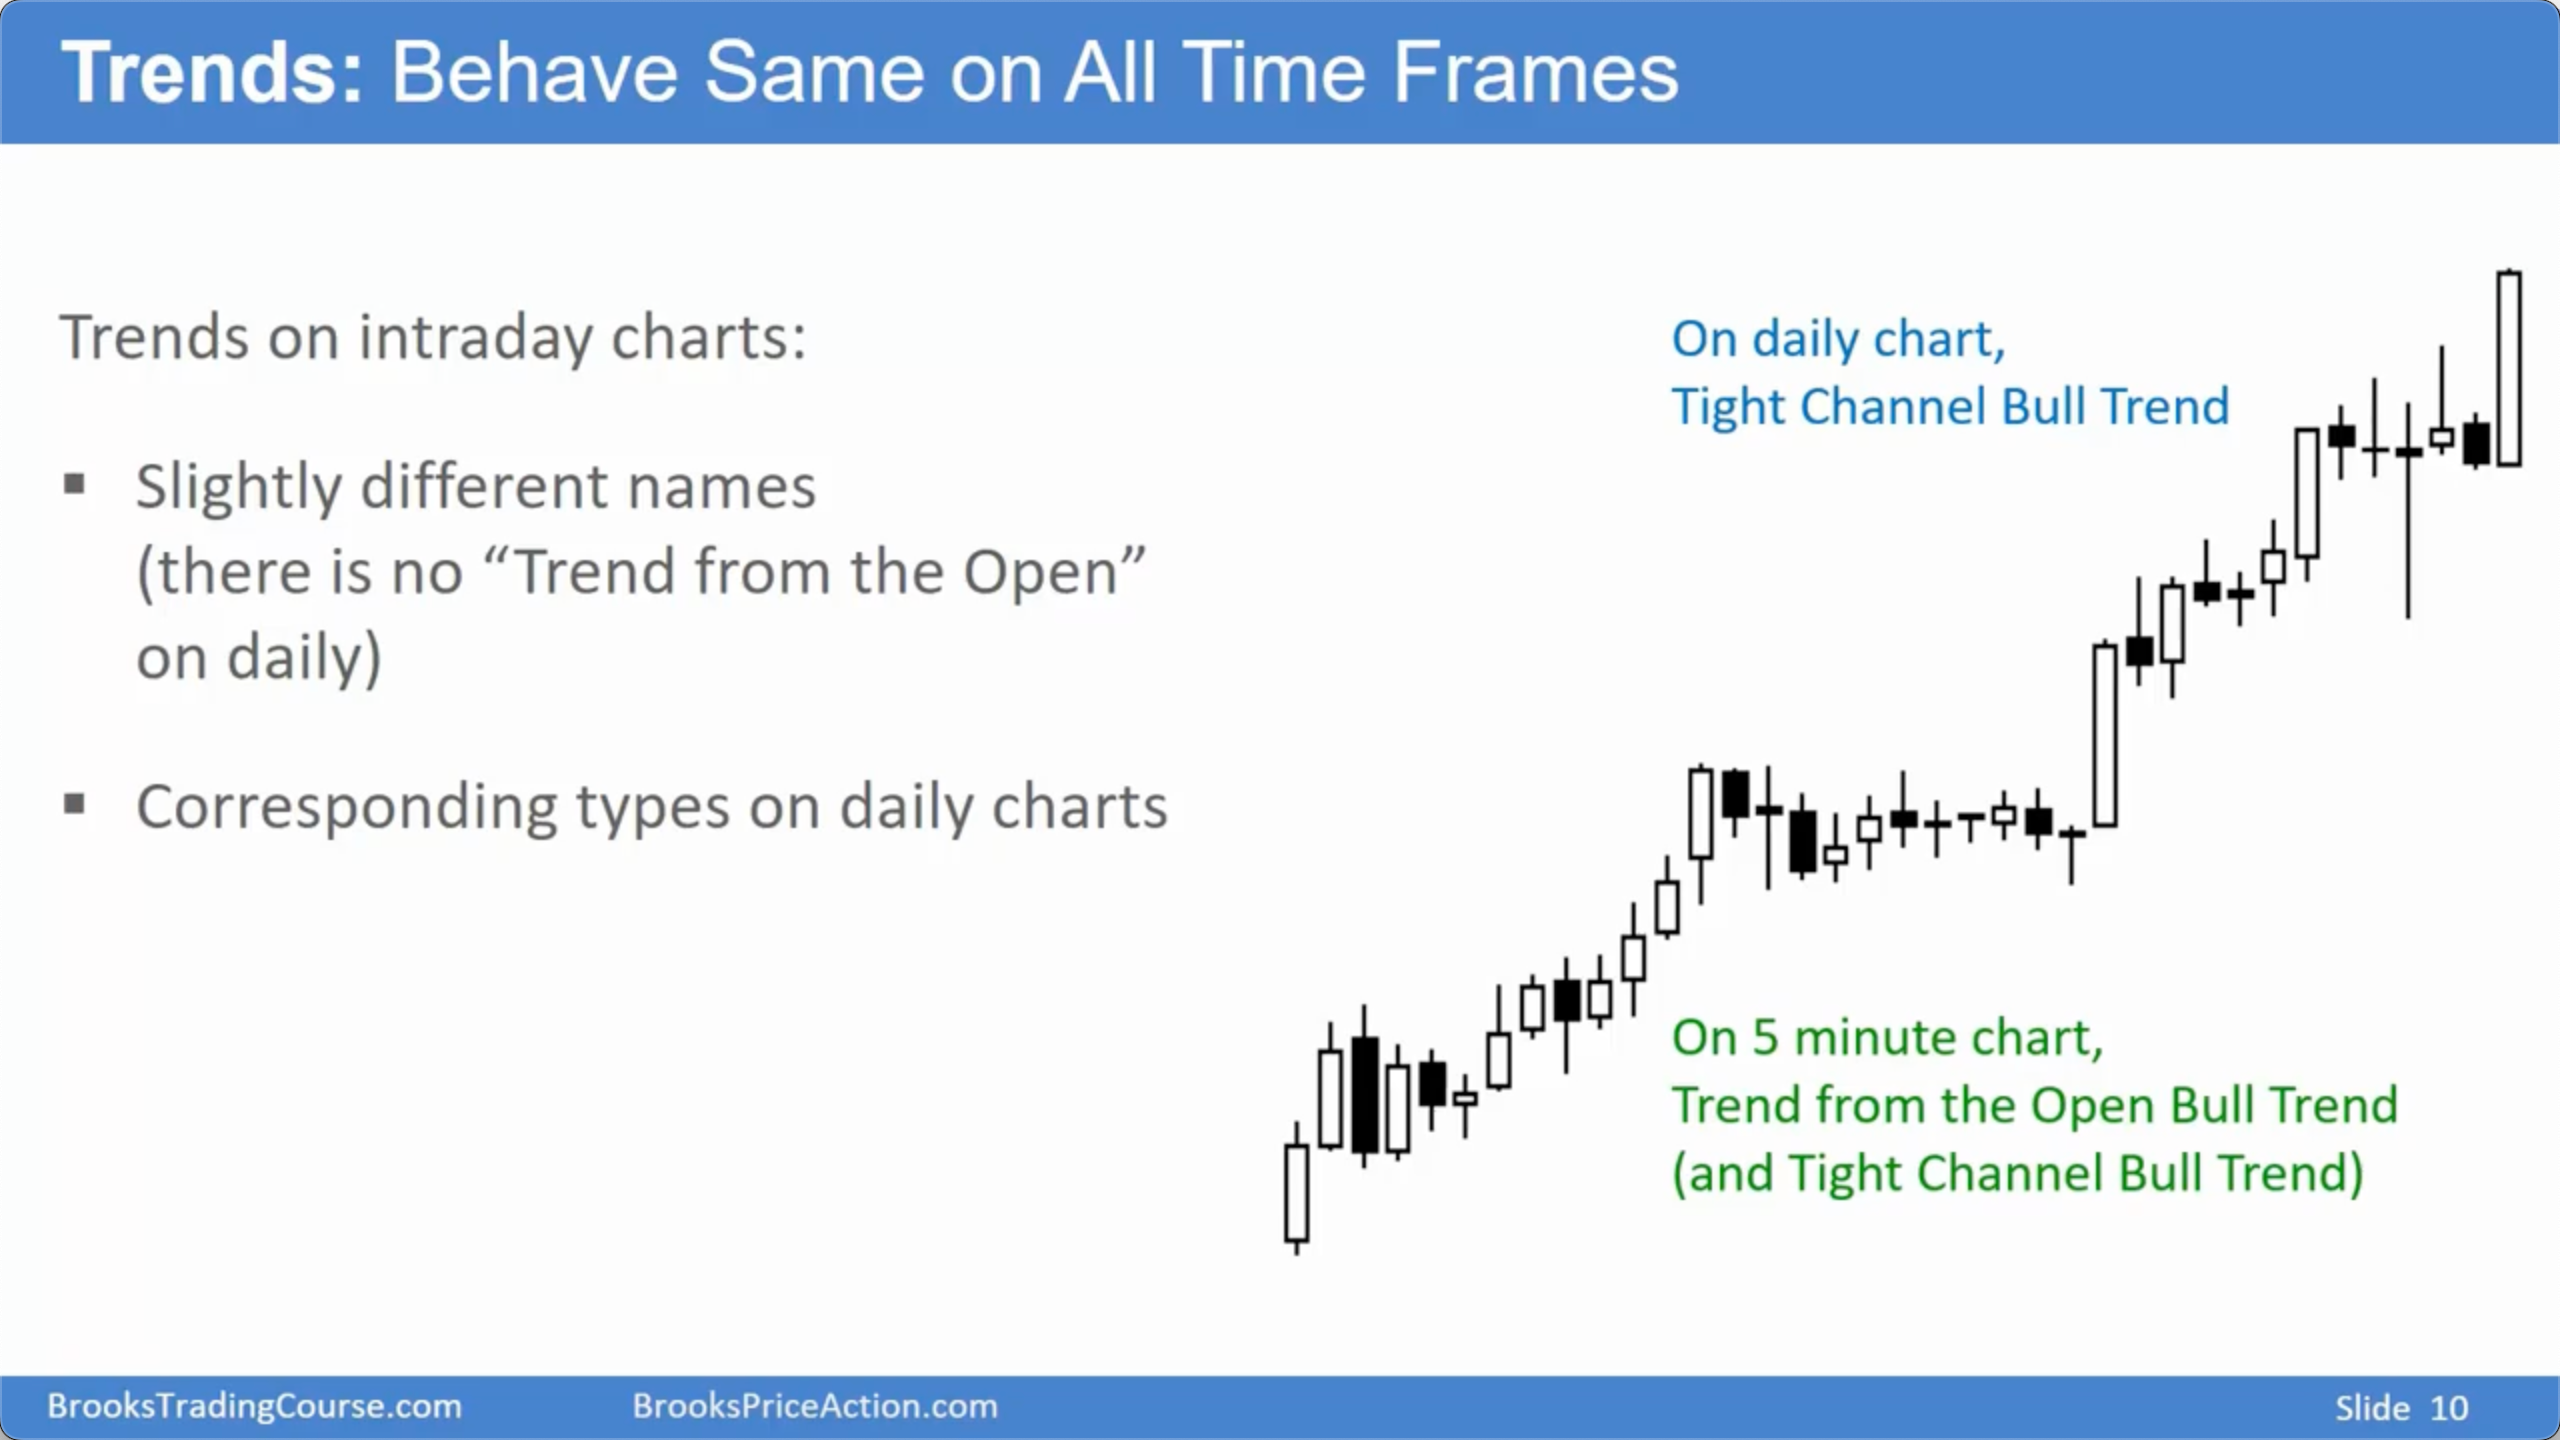 Trends: Behave Same on All Time Frames
Trends on intraday charts:
▪ Slightly different names
(there is no “Trend from the Open”
on daily)
▪ Corresponding types on daily charts
On daily chart,
Tight Channel Bull Trend
On 5 minute chart,
Trend from the Open Bull Trend
(and Tight Channel Bull Trend)
BrooksTradingCourse.com
BrooksPriceAction.com
Slide 10